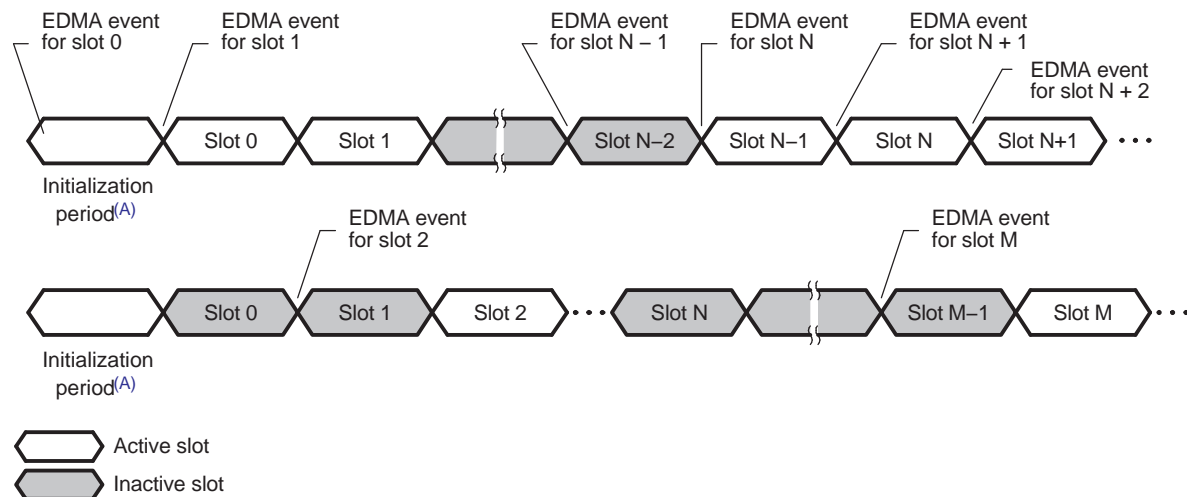 EDMA event
for slot 0
EDMA event
for slot 1
EDMA event
for slot N – 1
EDMA event
for slot N
EDMA event
for slot N + 1
EDMA event
for slot N + 2
Slot 0
Slot 1
Slot N–2
Slot N–1
Slot N
Slot N+1
Initialization
period(A)
EDMA event
for slot 2
EDMA event
for slot M
Slot 0
Slot 1
Slot 2
Slot N
Slot M–1
Slot M
Initialization
period(A)
Active slot
Inactive slot